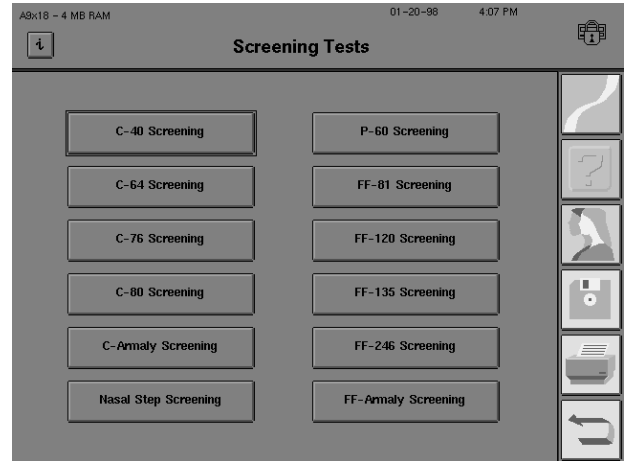 A9x18 - 4 MB RAM
01-20-98 4:07 PM
i
Screening Tests
C-40 Screening
P-60 Screening
C-64 Screening
FF-81 Screening
C-76 Screening
FF-120 Screening
C-80 Screening
FF-135 Screening
C-Armaly Screening
FF-246 Screening
Nasal Step Screening
FF-Armaly Screening
?